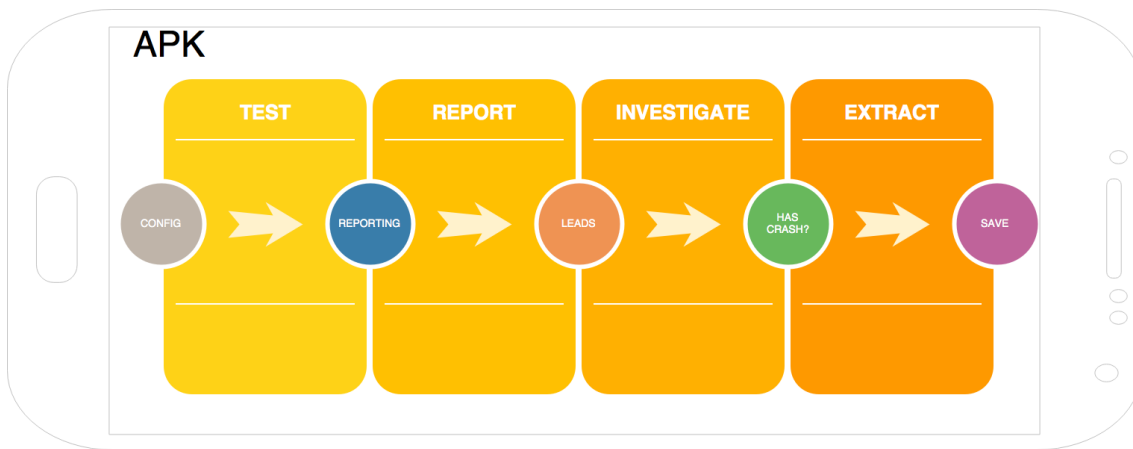 APK
TEST
REPORT
INVESTIGATE
EXTRACT
CONFIG
REPORTING
LEADS
HAS
CRASH?
SAVE